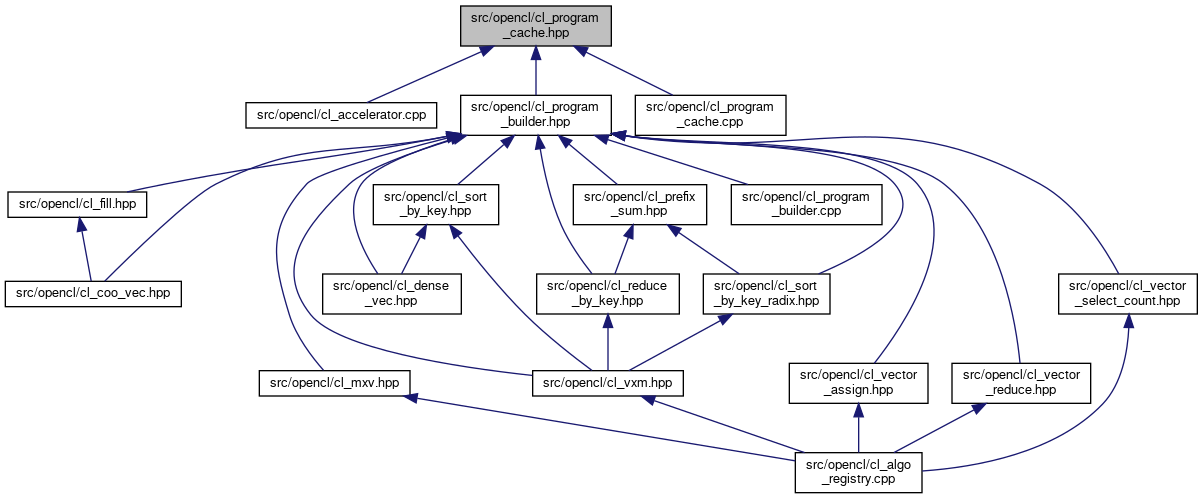 src/opencl/cl_program
_cache.hpp
src/opencl/cl_accelerator.cpp
src/opencl/cl_program
_builder.hpp
src/opencl/cl_program
_cache.cpp
src/opencl/cl_fill.hpp
src/opencl/cl_sort
_by_key.hpp
src/opencl/cl_prefix
_sum.hpp
src/opencl/cl_program
_builder.cpp
src/opencl/cl_coo_vec.hpp
src/opencl/cl_dense
_vec.hpp
src/opencl/cl_reduce
_by_key.hpp
src/opencl/cl_sort
_by_key_radix.hpp
src/opencl/cl_vector
_select_count.hpp
src/opencl/cl_mxv.hpp
src/opencl/cl_vxm.hpp
src/opencl/cl_vector
_assign.hpp
src/opencl/cl_vector
_reduce.hpp
src/opencl/cl_algo
_registry.cpp